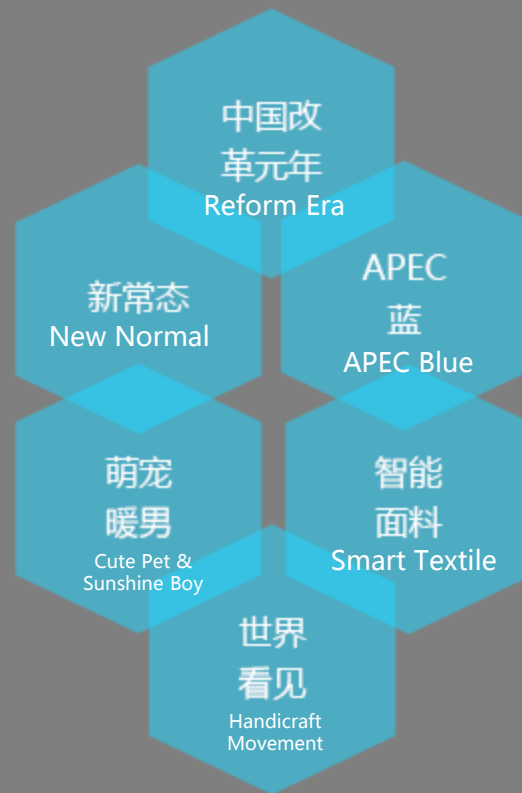 中国改
革元年
Reform Era
新常态
New Normal
APEC
蓝
APEC Blue
萌宠
暖男
Cute Pet &
Sunshine Boy
智能
面料
Smart Textile
世界
看见
Handicraft
Movement